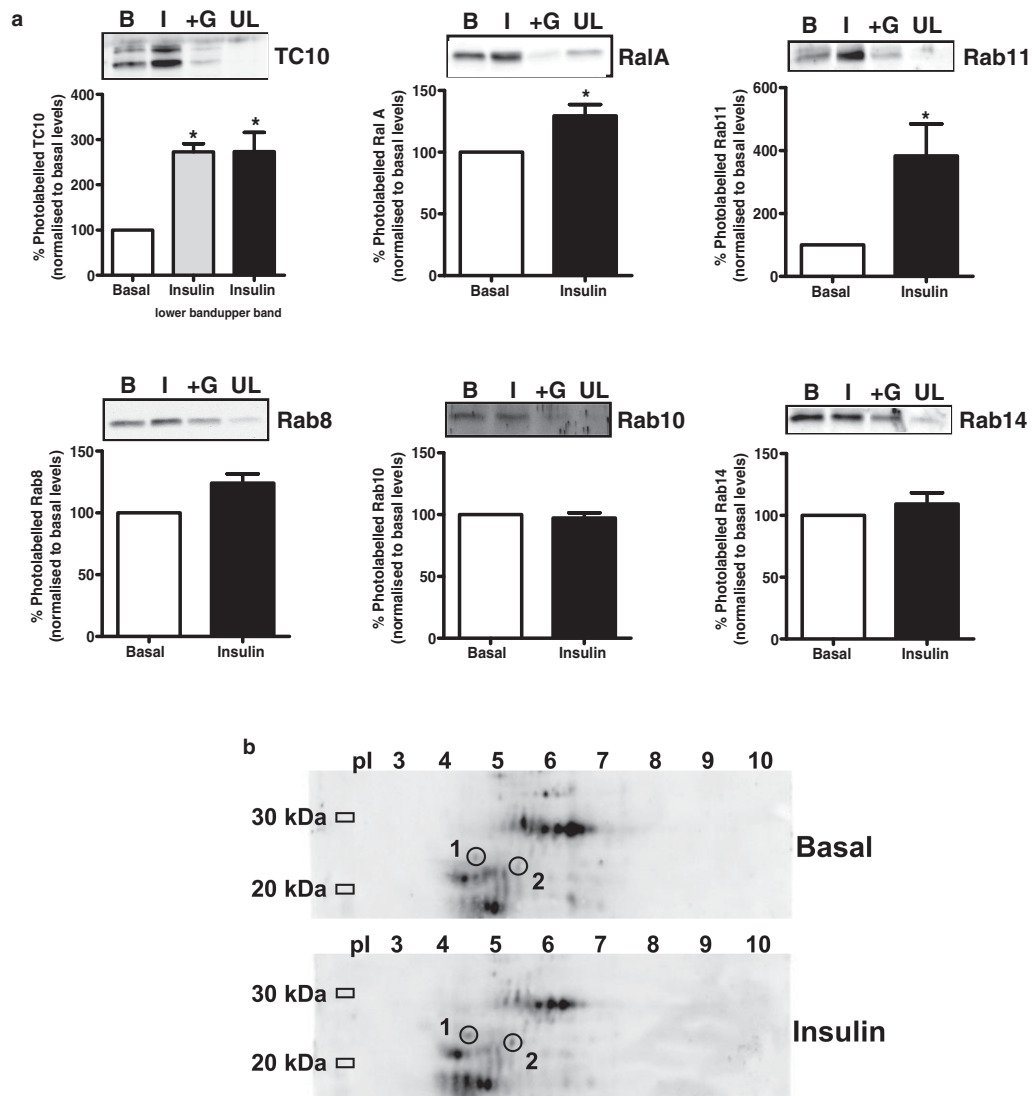 a
B I +G UL
TC10
% Photolabelled TC10
(normalised to basal levels)
400
300
200
100
0
Basal Insulin Insulin
lower bandupper band
B I +G UL
RalA
% Photolabelled Ral A
(normalised to basal levels)
150
100
50
0
Basal Insulin
*
B I +G UL
Rab11
% Photolabelled Rab11
(normalised to basal levels)
600
400
200
0
Basal Insulin
*
* *
B I +G UL
Rab8
% Photolabelled Rab8
(normalised to basal levels)
150
100
50
0
Basal Insulin
B I +G UL
Rab10
% Photolabelled Rab10
(normalised to basal levels)
150
100
50
0
Basal Insulin
B I +G UL
Rab14
% Photolabelled Rab14
(normalised to basal levels)
150
100
50
0
Basal Insulin
b
pI 3 4 5 6 7 8 9 10
30 kDa
1
2
20 kDa
Basal
pI 3 4 5 6 7 8 9 10
30 kDa
1
2
20 kDa
Insulin